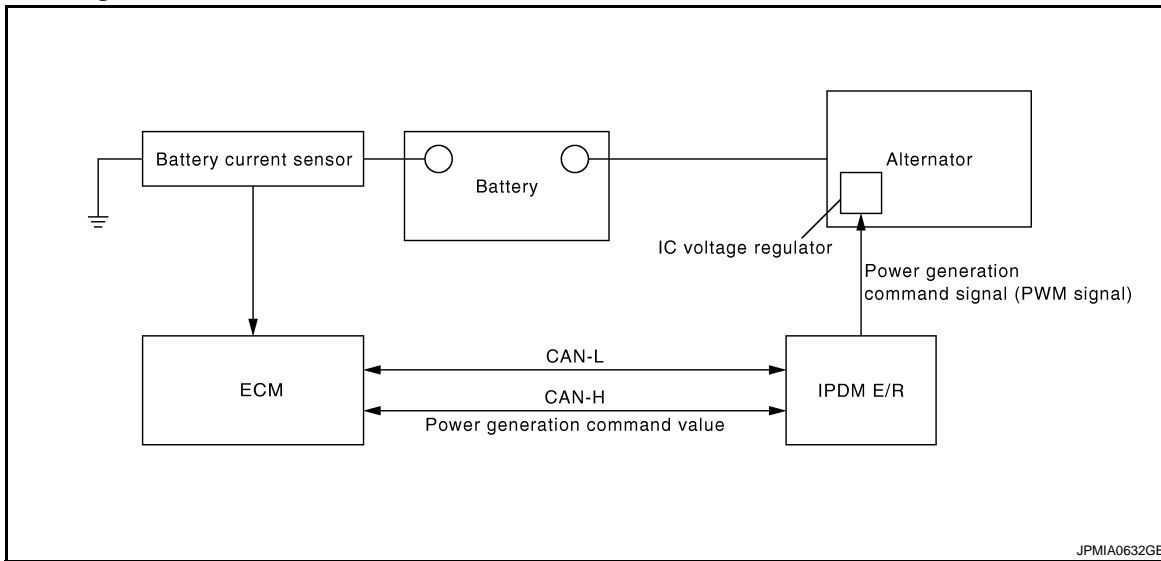 Battery current sensor
Battery
Alternator
IC voltage regulator
Power generation
command signal (PWM signal)
ECM
CAN-L
CAN-H
Power generation command value
IPDM E/R